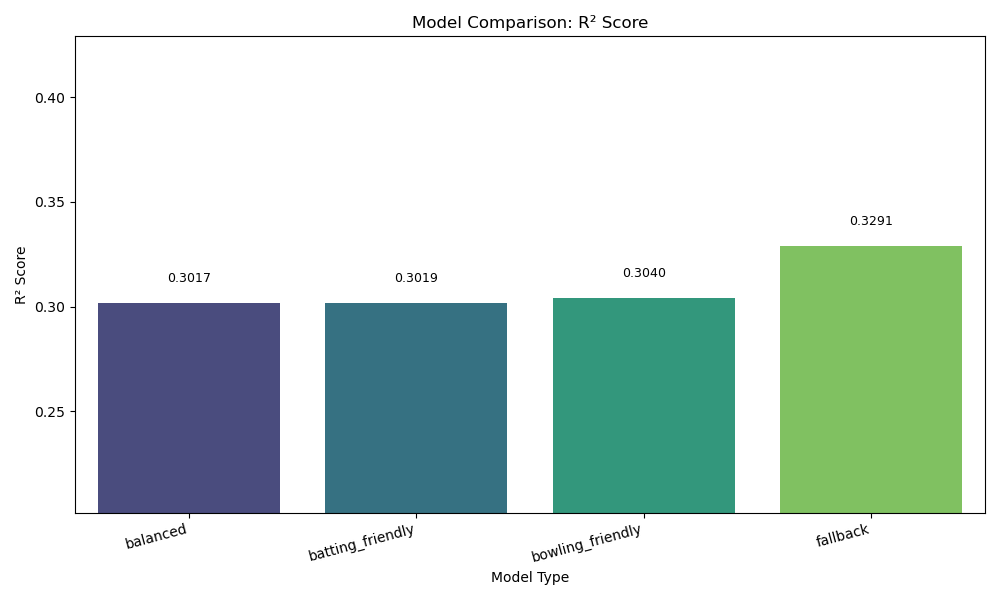 Model Comparison: R² Score
R² Score
0.40
0.35
0.30
0.25
0.3017
0.3019
0.3040
0.3291
balanced
batting_friendly
bowling_friendly
fallback
Model Type